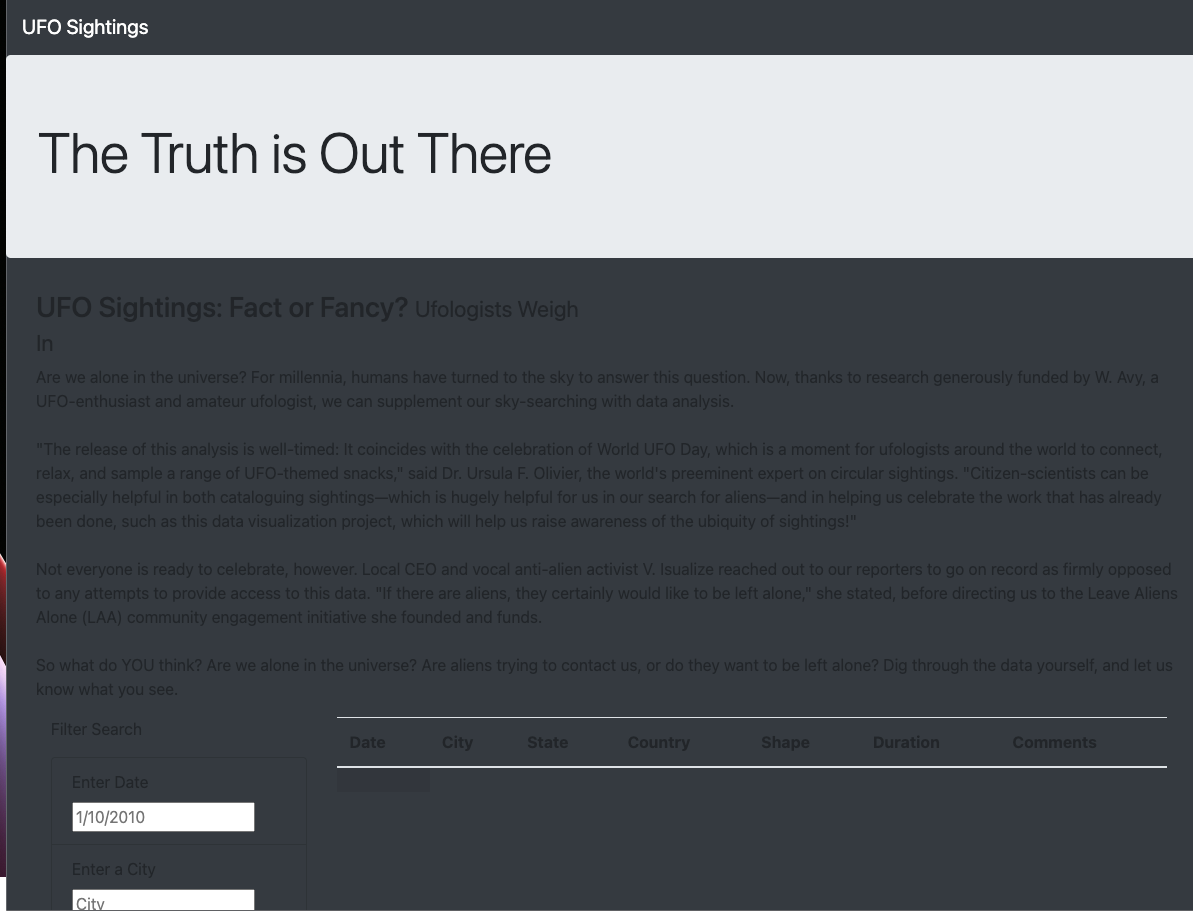 UFO Sightings
The Truth is Out There
UFO Sightings: Fact or Fancy? Ufologists Weigh
In
Are we alone in the universe? For millennia, humans have turned to the sky to answer this question. Now, thanks to research generously funded by W. Avy, a
UFO-enthusiast and amateur ufologist, we can supplement our sky-searching with data analysis.
"The release of this analysis is well-timed: It coincides with the celebration of World UFO Day, which is a moment for ufologists around the world to connect,
relax, and sample a range of UFO-themed snacks," said Dr. Ursula F. Olivier, the world's preeminent expert on circular sightings. "Citizen-scientists can be
especially helpful in both cataloguing sightings—which is hugely helpful for us in our search for aliens—and in helping us celebrate the work that has already
been done, such as this data visualization project, which will help us raise awareness of the ubiquity of sightings!"
Not everyone is ready to celebrate, however. Local CEO and vocal anti-alien activist V. Isualize reached out to our reporters to go on record as firmly opposed
to any attempts to provide access to this data. "If there are aliens, they certainly would like to be left alone," she stated, before directing us to the Leave Aliens
Alone (LAA) community engagement initiative she founded and funds.
So what do YOU think? Are we alone in the universe? Are aliens trying to contact us, or do they want to be left alone? Dig through the data yourself, and let us
know what you see.
Filter Search
Date City State Country Shape Duration Comments
Enter Date
1/10/2010
Enter a City
City